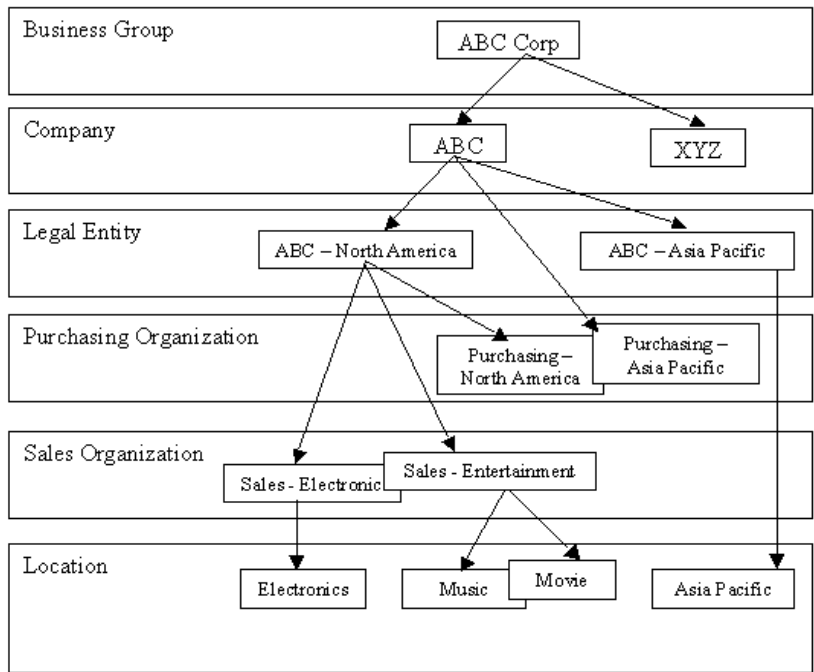 Business Group
ABC Corp
Company
ABC
XYZ
Legal Entity
ABC – North America
ABC – Asia Pacific
Purchasing Organization
Purchasing –
North America
Purchasing –
Asia Pacific
Sales Organization
Sales - Electronic
Sales - Entertainment
Location
Electronics
Music
Movie
Asia Pacific